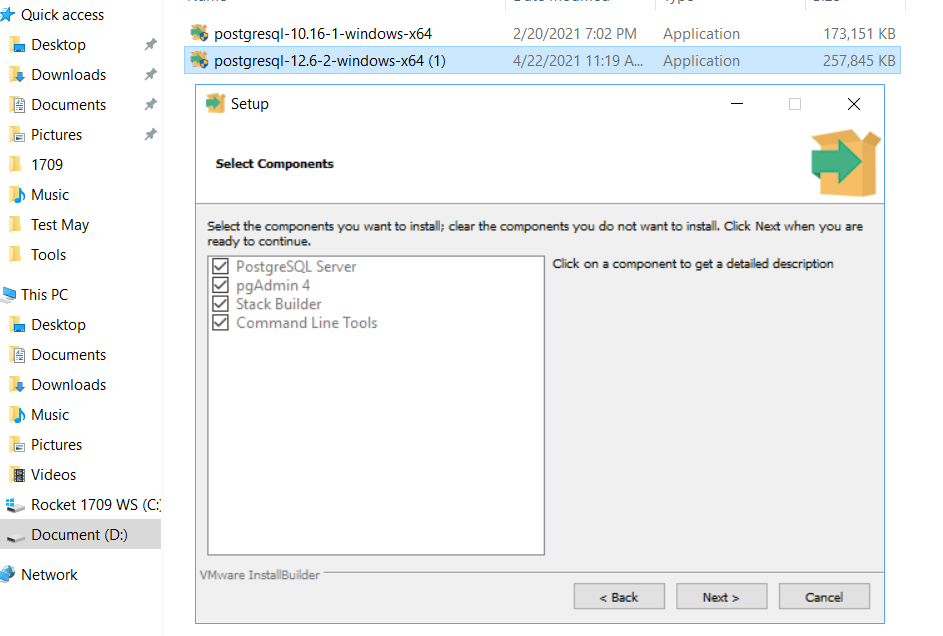 Quick access
Desktop
Downloads
Documents
Pictures
1709
Music
Test May
Tools
This PC
Desktop
Documents
Downloads
Music
Pictures
Videos
Rocket 1709 WS (C:)
Document (D:)
Network
Name Date modified Type Size
postgresql-10.16-1-windows-x64 2/20/2021 7:02 PM Application 173,151 KB
postgresql-12.6-2-windows-x64 (1) 4/22/2021 11:19 A... Application 257,845 KB
Setup
Select Components
Select the components you want to install; clear the components you do not want to install. Click Next when you are
ready to continue.
PostgreSQL Server
pgAdmin 4
Stack Builder
Command Line Tools
Click on a component to get a detailed description
VMware InstallBuilder
< Back Next > Cancel